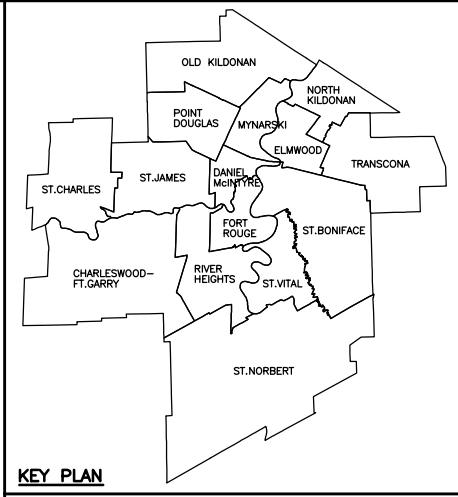 OLD KILDONAN
NORTH
KILDONAN
POINT
DOUGLAS
MYNARSKI
ELMWOOD
TRANSCONA
ST.CHARLES
ST.JAMES
DANIEL
McINTYRE
FORT
ROUGE
ST.BONIFACE
CHARLESWOOD-
FT.GARRY
RIVER
HEIGHTS
ST.VITAL
ST.NORBERT
KEY PLAN